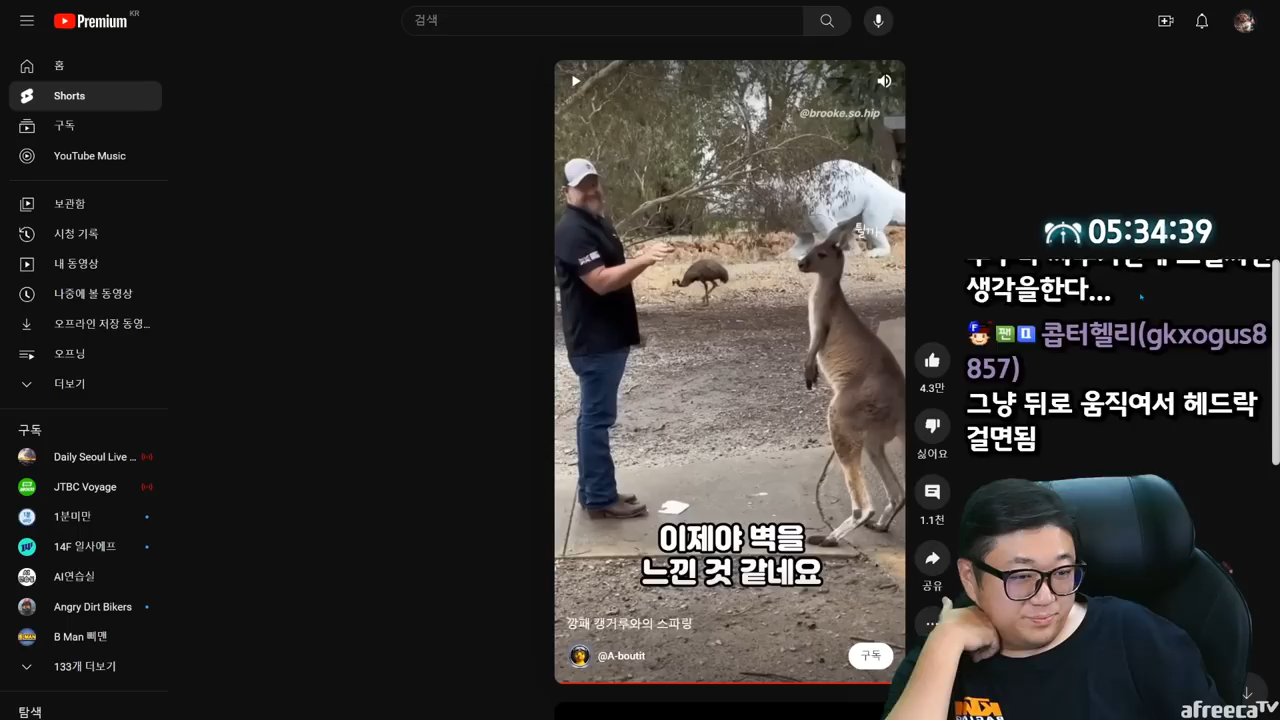 Premium KR
검색
홈
Shorts
구독
YouTube Music
보관함
시청 기록
내 동영상
나중에 볼 동영상
오프라인 저장 동영...
오프닝
더보기
구독
Daily Seoul Live ...
JTBC Voyage
1분미만
14F 일사에프
AI연습실
Angry Dirt Bikers
B Man 삐맨
133개 더보기
탐색
@brooke.so.hip
튈까
이제야 벽을
느낀 것 같네요
깡패 캥거루와의 스파링
@A-boutit
구독
4.3만
싫어요
1.1천
공유
05:34:39
생각을한다...
F 팬 콥터헬리(gkxogus8
857)
그냥 뒤로 움직여서 헤드락
걸면됨
KTM
RACING
afreecaTV